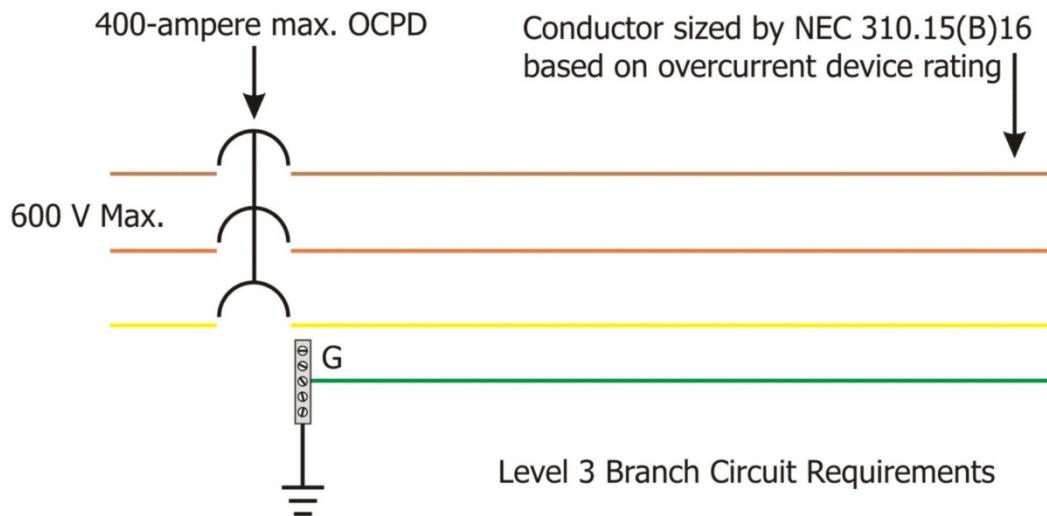 400-ampere max. OCPD
Conductor sized by NEC 310.15(B)16
based on overcurrent device rating
600 V Max.
G
Level 3 Branch Circuit Requirements